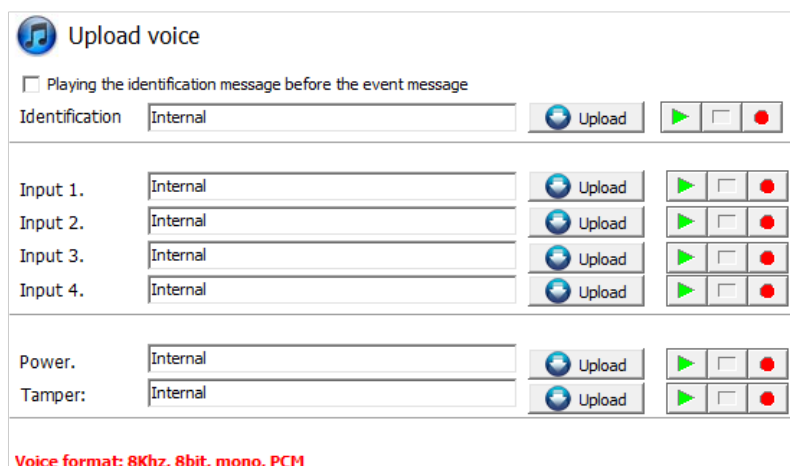 Upload voice
Playing the identification message before the event message
Identification Internal Upload
Input 1. Internal Upload
Input 2. Internal Upload
Input 3. Internal Upload
Input 4. Internal Upload
Power. Internal Upload
Tamper: Internal Upload
Voice format: 8Khz, 8bit, mono, PCM